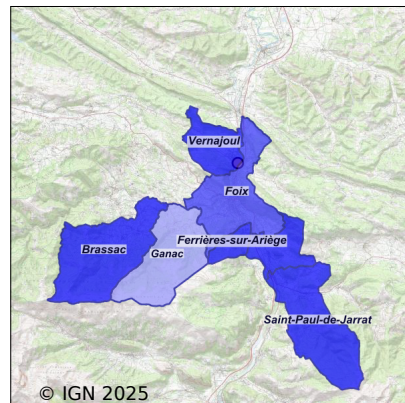 Vernajoul
Foix
Ferrières-sur-Ariège
Brassac
Ganac
Saint-Paul-de-Jarrat
© IGN 2025